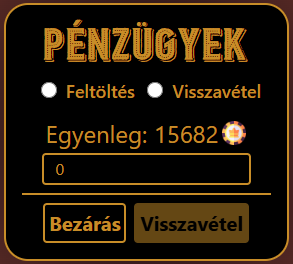 PÉNZÜGYEK
Feltöltés Visszavétel
Egyenleg: 15682
0
Bezárás Visszavétel